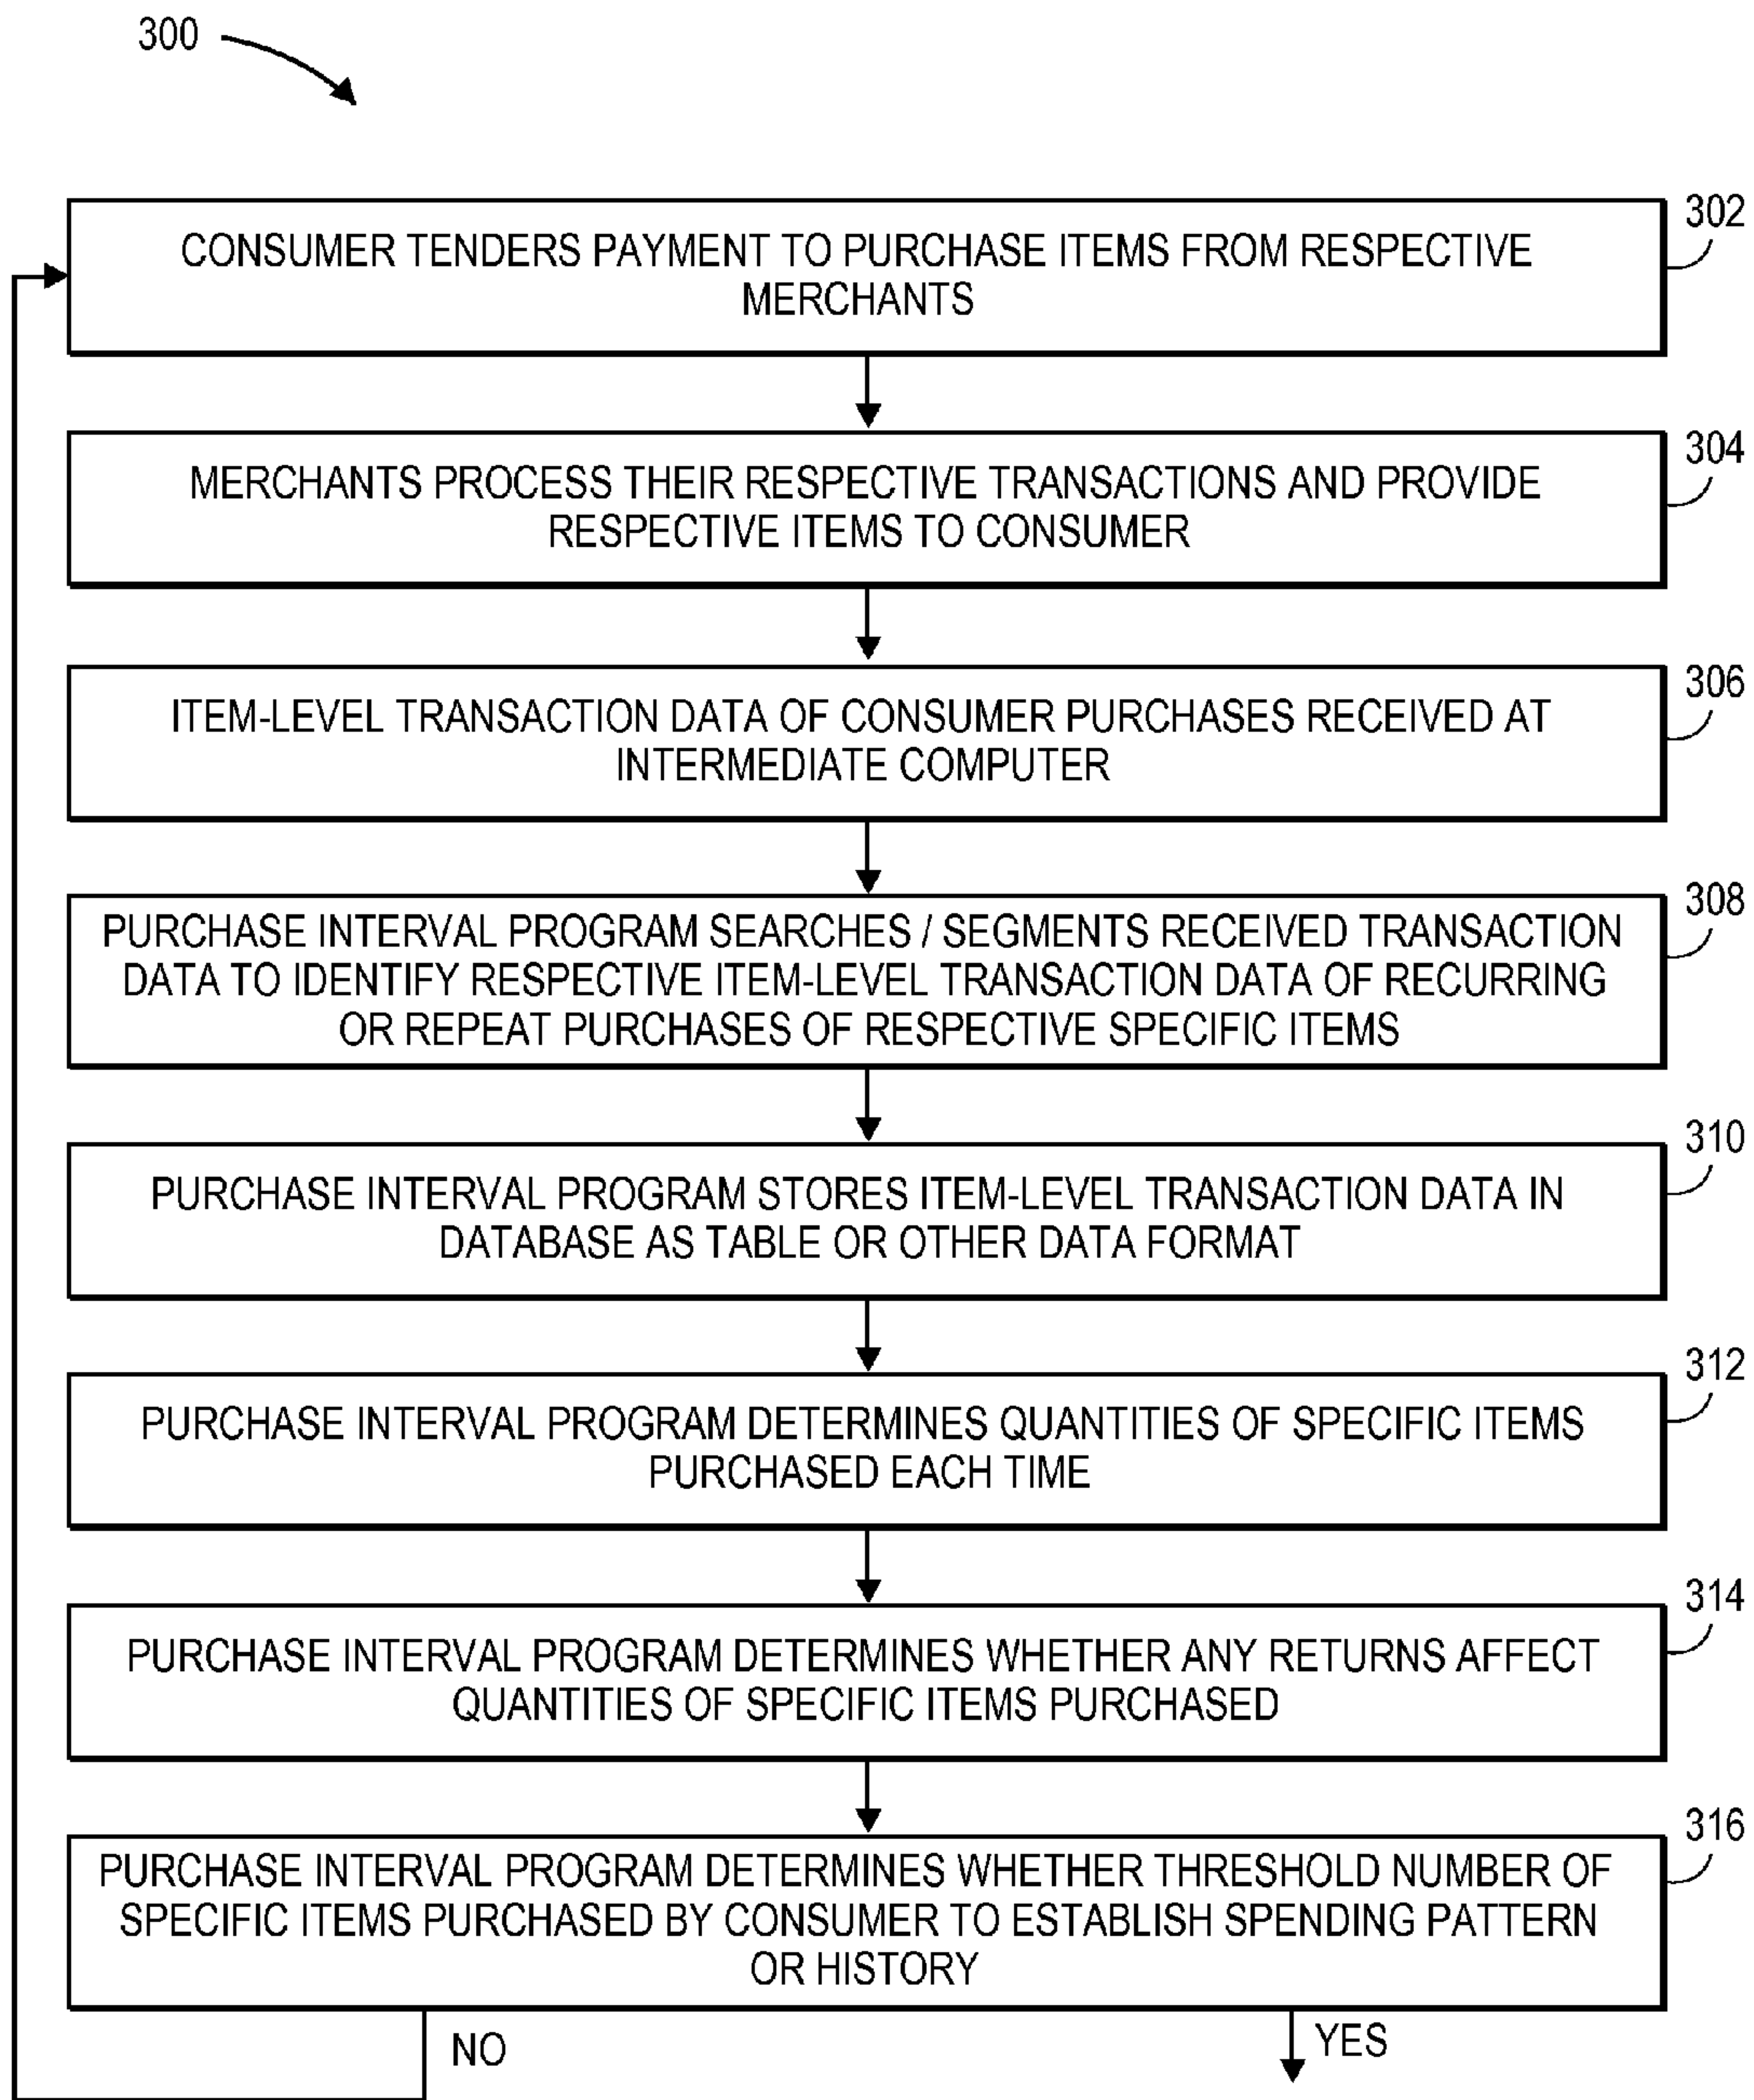 300
302
CONSUMER TENDERS PAYMENT TO PURCHASE ITEMS FROM RESPECTIVE
MERCHANTS
304
MERCHANTS PROCESS THEIR RESPECTIVE TRANSACTIONS AND PROVIDE
RESPECTIVE ITEMS TO CONSUMER
306
ITEM-LEVEL TRANSACTION DATA OF CONSUMER PURCHASES RECEIVED AT
INTERMEDIATE COMPUTER
308
PURCHASE INTERVAL PROGRAM SEARCHES / SEGMENTS RECEIVED TRANSACTION
DATA TO IDENTIFY RESPECTIVE ITEM-LEVEL TRANSACTION DATA OF RECURRING
OR REPEAT PURCHASES OF RESPECTIVE SPECIFIC ITEMS
310
PURCHASE INTERVAL PROGRAM STORES ITEM-LEVEL TRANSACTION DATA IN
DATABASE AS TABLE OR OTHER DATA FORMAT
312
PURCHASE INTERVAL PROGRAM DETERMINES QUANTITIES OF SPECIFIC ITEMS
PURCHASED EACH TIME
314
PURCHASE INTERVAL PROGRAM DETERMINES WHETHER ANY RETURNS AFFECT
QUANTITIES OF SPECIFIC ITEMS PURCHASED
316
PURCHASE INTERVAL PROGRAM DETERMINES WHETHER THRESHOLD NUMBER OF
SPECIFIC ITEMS PURCHASED BY CONSUMER TO ESTABLISH SPENDING PATTERN
OR HISTORY
NO
YES